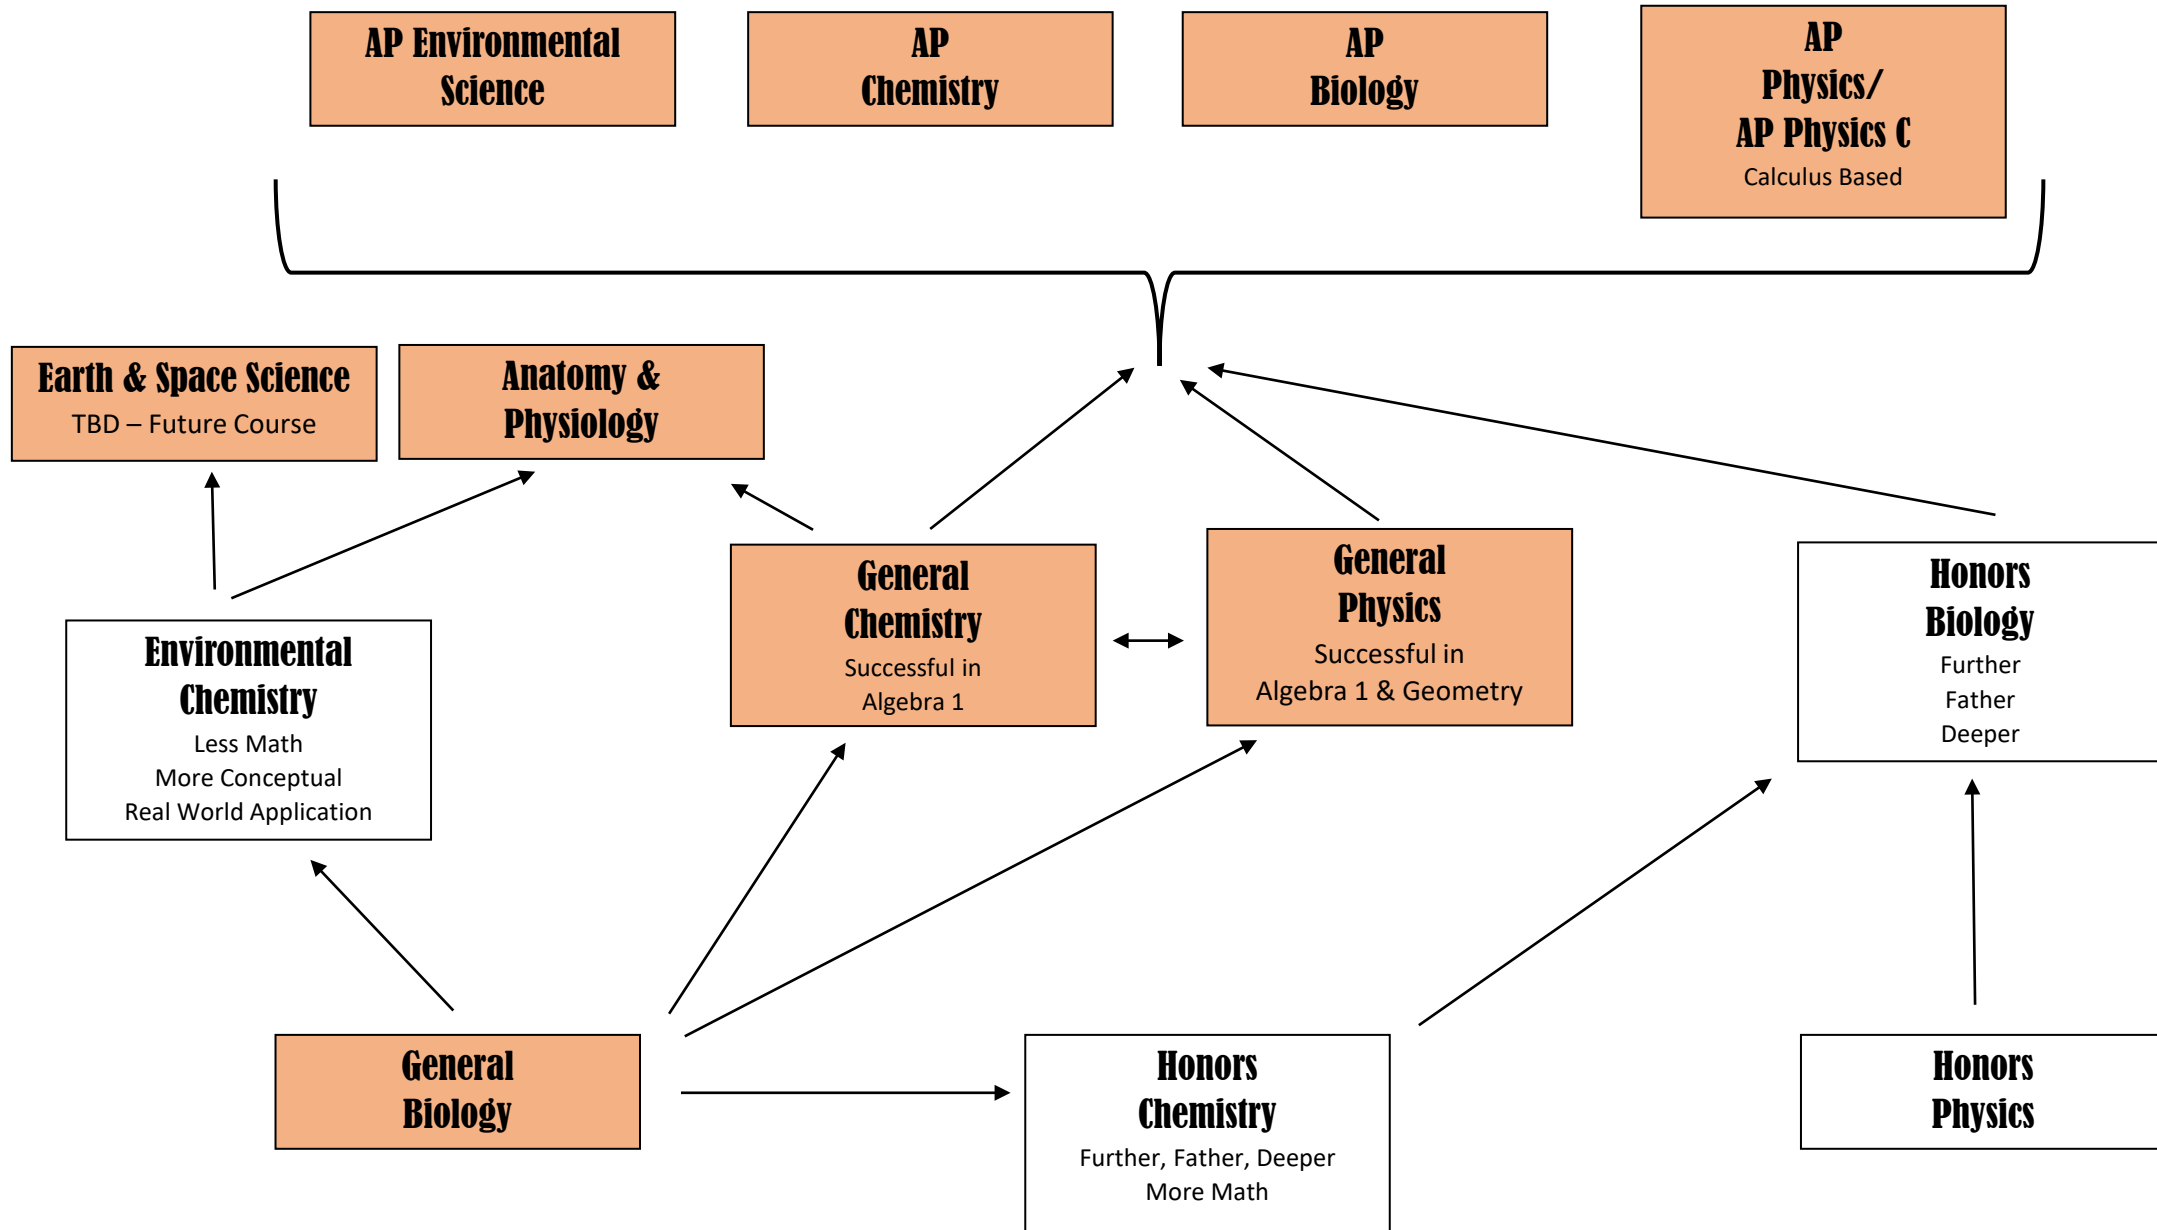 AP Environmental
Science
AP
Chemistry
AP
Biology
AP
Physics/
AP Physics C
Calculus Based
Earth & Space Science
TBD – Future Course
Anatomy &
Physiology
General
Chemistry
Successful in
Algebra 1
General
Physics
Successful in
Algebra 1 & Geometry
Honors
Biology
Further
Father
Deeper
Environmental
Chemistry
Less Math
More Conceptual
Real World Application
General
Biology
Honors
Chemistry
Further, Father, Deeper
More Math
Honors
Physics